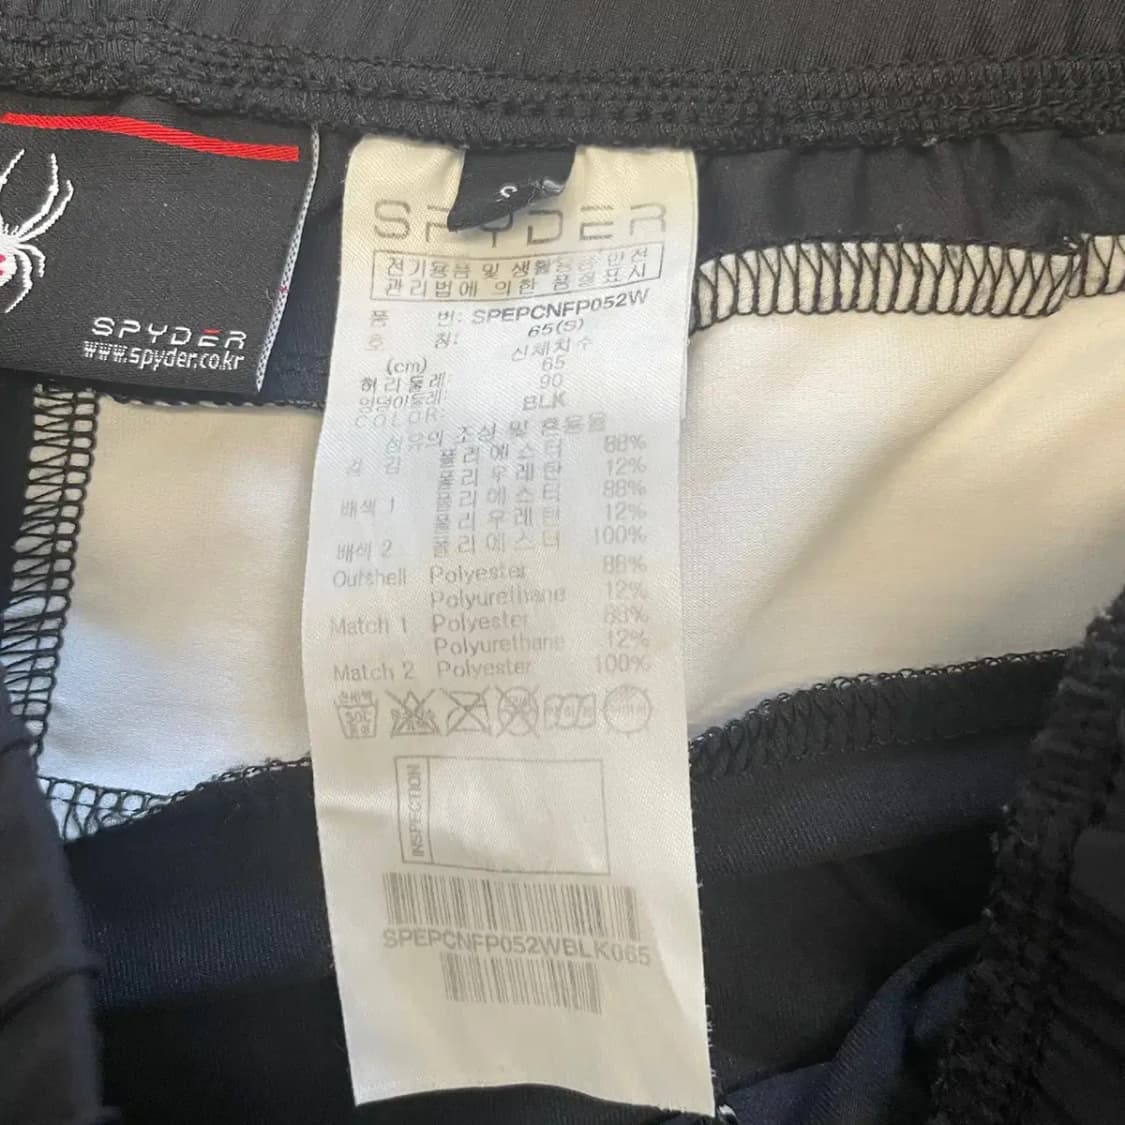 SPYDER
www.spyder.co.kr
S
SPYDER
전기용품 및 생활용품 안전
관리법에 의한 품질표시
품 번: SPEPCNFP052W
호 칭: 65(S)
신체치수
(cm)
허리둘레: 65
엉덩이둘레: 90
COLOR: BLK
섬유의 조성 및 혼용율
겉 감 폴리에스터 88%
폴리우레탄 12%
배색 1 폴리에스터 88%
폴리우레탄 12%
배색 2 폴리에스터 100%
Outshell Polyester 88%
Polyurethane 12%
Match 1 Polyester 88%
Polyurethane 12%
Match 2 Polyester 100%
손세탁
INSPECTION
SPEPCNFP052WBLK065